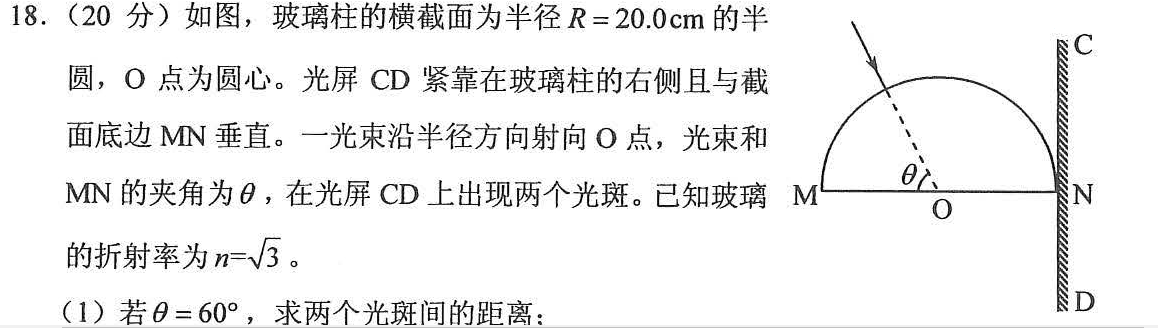 18.（20 分）如图，玻璃柱的横截面为半径 R = 20.0cm 的半
圆，O 点为圆心。光屏 CD 紧靠在玻璃柱的右侧且与截
面底边 MN 垂直。一光束沿半径方向射向 O 点，光束和
MN 的夹角为 θ ，在光屏 CD 上出现两个光斑。已知玻璃
的折射率为 n=√3 。
（1）若 θ = 60° ，求两个光斑间的距离；
C
θ
M
O
N
D